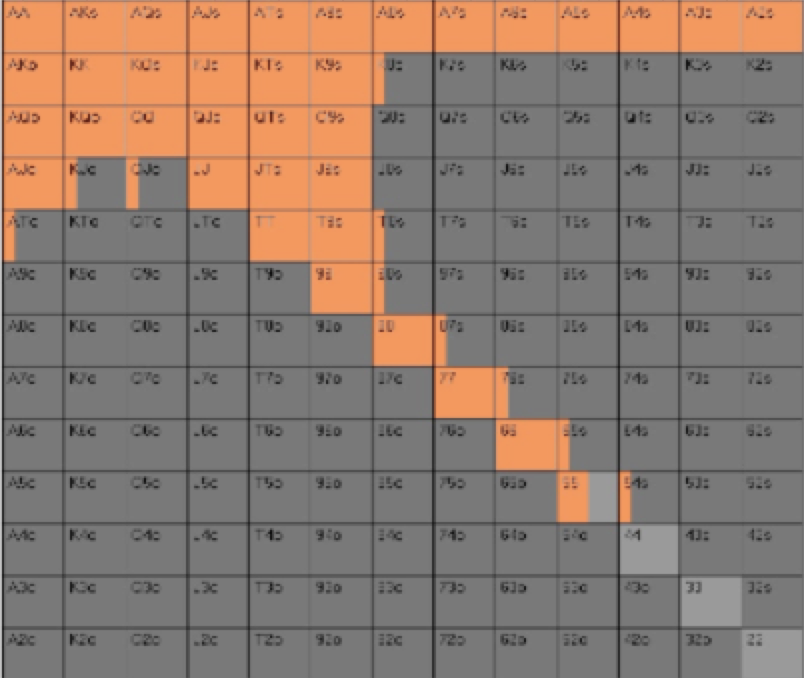 AA AKs AQs AJs ATs A9s A8s A7s A6s A5s A4s A3s A2s
AKo KK KQs KJs KTs K9s K8s K7s K6s K5s K4s K3s K2s
AQo KQo QQ QJs QTs Q9s Q8s Q7s Q6s Q5s Q4s Q3s Q2s
AJo KJo QJo JJ JTs J9s J8s J7s J6s J5s J4s J3s J2s
ATo KTo QTo JTo TT T9s T8s T7s T6s T5s T4s T3s T2s
A9o K9o Q9o J9o T9o 99 98s 97s 96s 95s 94s 93s 92s
A8o K8o Q8o J8o T8o 98o 88 87s 86s 85s 84s 83s 82s
A7o K7o Q7o J7o T7o 97o 87o 77 76s 75s 74s 73s 72s
A6o K6o Q6o J6o T6o 96o 86o 76o 66 65s 64s 63s 62s
A5o K5o Q5o J5o T5o 95o 85o 75o 65o 55 54s 53s 52s
A4o K4o Q4o J4o T4o 94o 84o 74o 64o 54o 44 43s 42s
A3o K3o Q3o J3o T3o 93o 83o 73o 63o 53o 43o 33 32s
A2o K2o Q2o J2o T2o 92o 82o 72o 62o 52o 42o 32o 22